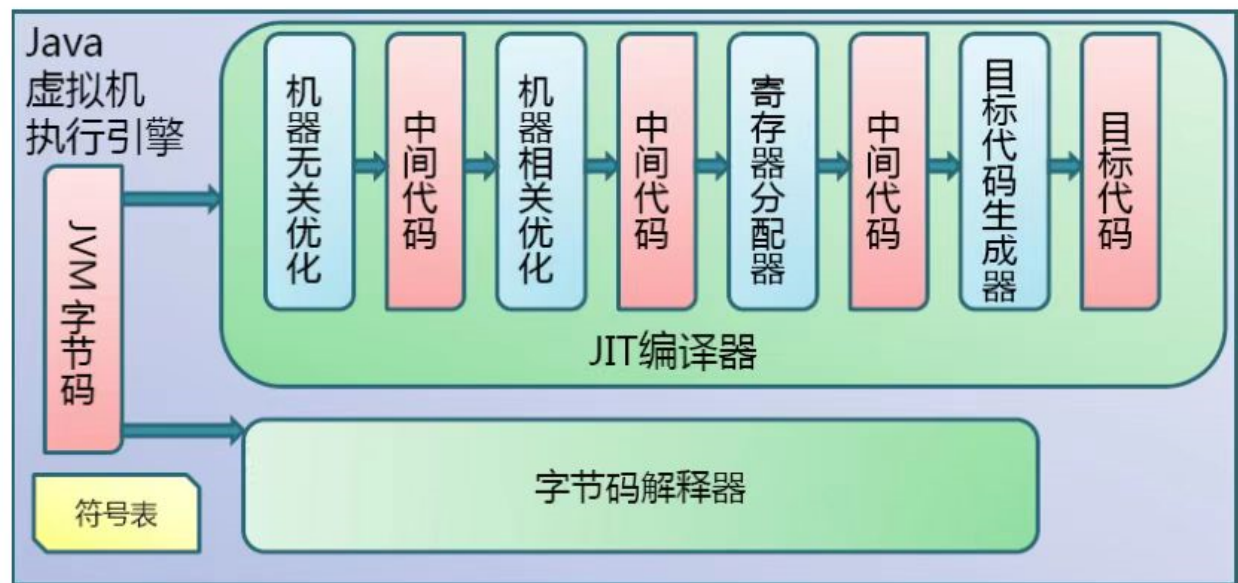 Java
虚拟机
执行引擎
JVM字节码
符号表
机器无关优化
中间代码
机器相关优化
中间代码
寄存器分配器
中间代码
目标代码生成器
目标代码
JIT编译器
字节码解释器